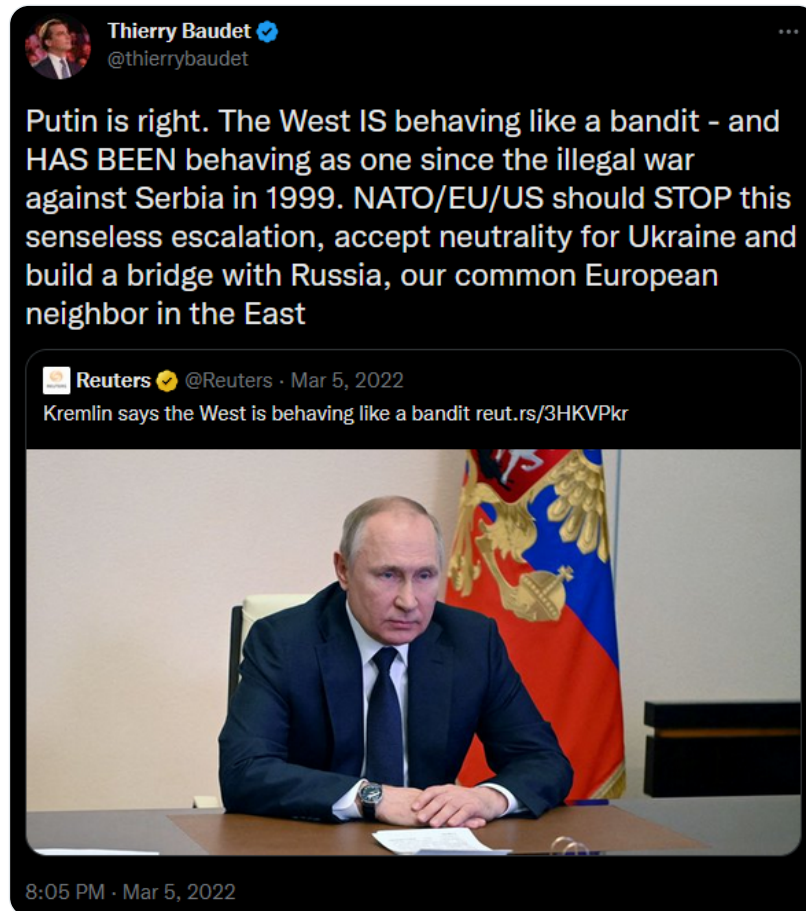 Thierry Baudet
@thierrybaudet
Putin is right. The West IS behaving like a bandit - and
HAS BEEN behaving as one since the illegal war
against Serbia in 1999. NATO/EU/US should STOP this
senseless escalation, accept neutrality for Ukraine and
build a bridge with Russia, our common European
neighbor in the East
Reuters @Reuters · Mar 5, 2022
Kremlin says the West is behaving like a bandit reut.rs/3HKVPkr
8:05 PM · Mar 5, 2022